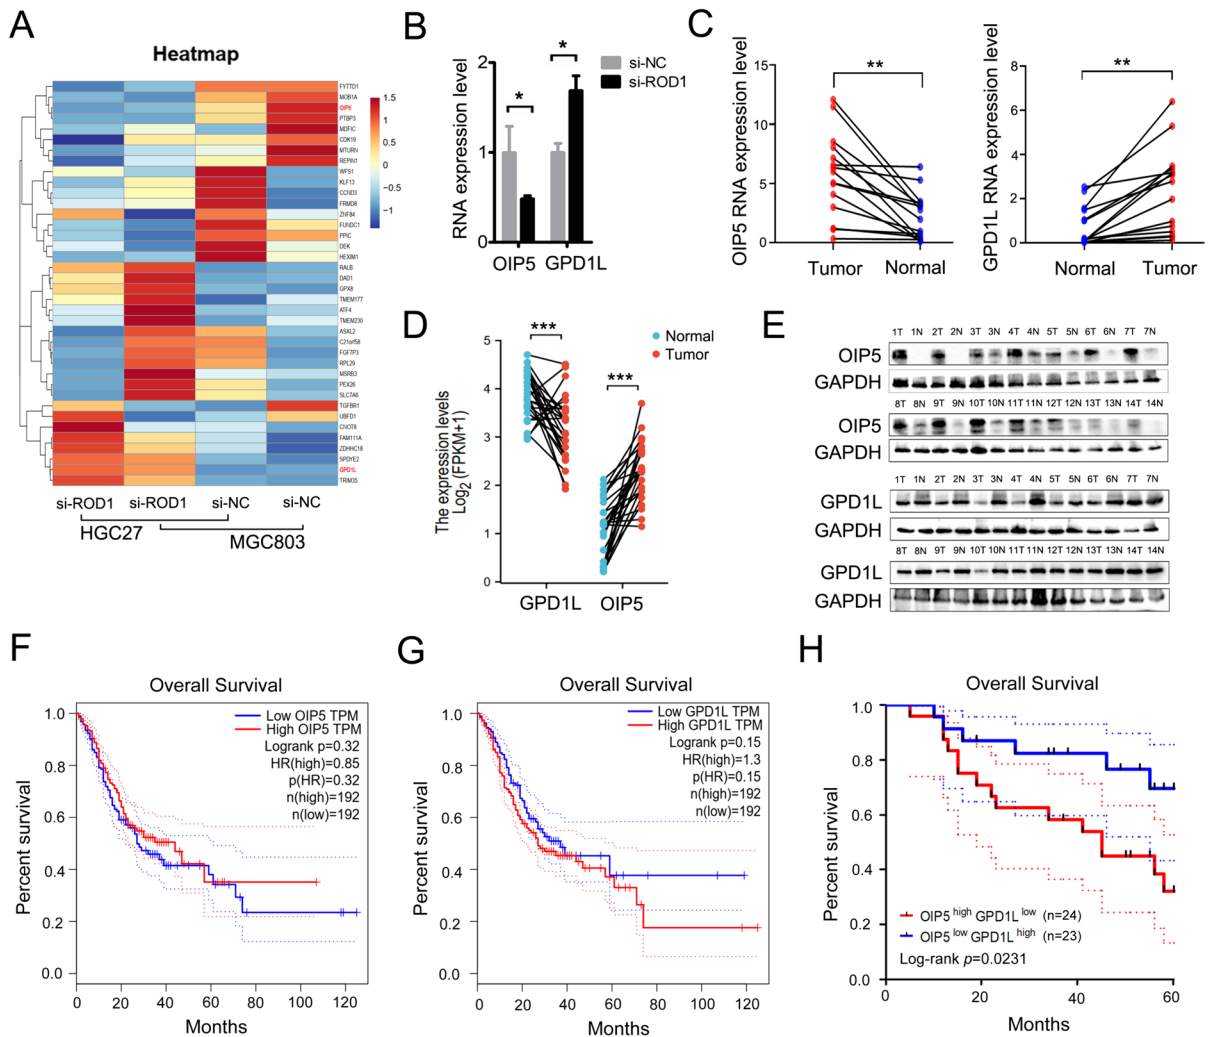 A
Heatmap
FYTTD1
MOB1A
OIP5
PTBP3
MDFIC
CDK19
MTURN
REPIN1
WFS1
KLF13
CCND3
FRMD8
ZNF84
FUNDC1
PPIC
DEK
HEXIM1
RALB
DAD1
GPX8
TMEM177
ATF4
TMEM230
ASXL2
C21orf58
FGF7P3
RPL29
MSRB3
PEX26
SLC7A6
TGFBR1
UBFD1
CNOT8
FAM111A
ZDHHC18
SPDYE2
GPD1L
TRIM35
1.5
1
0.5
0
−0.5
−1
si-ROD1 si-ROD1 si-NC si-NC
HGC27 MGC803
B
RNA expression level
2
1
0
* *
si-NC
si-ROD1
OIP5 GPD1L
C
OIP5 RNA expression level
15
10
5
0
**
Tumor Normal
GPD1L RNA expression level
8
6
4
2
0
**
Normal Tumor
D
The expression levels
Log2 (FPKM+1)
5
4
3
2
1
0
*** ***
Normal
Tumor
GPD1L OIP5
E
1T 1N 2T 2N 3T 3N 4T 4N 5T 5N 6T 6N 7T 7N
OIP5
GAPDH
8T 8N 9T 9N 10T 10N 11T 11N 12T 12N 13T 13N 14T 14N
OIP5
GAPDH
1T 1N 2T 2N 3T 3N 4T 4N 5T 5N 6T 6N 7T 7N
GPD1L
GAPDH
8T 8N 9T 9N 10T 10N 11T 11N 12T 12N 13T 13N 14T 14N
GPD1L
GAPDH
F
Overall Survival
Percent survival
1.0
0.8
0.6
0.4
0.2
0.0
Low OIP5 TPM
High OIP5 TPM
Logrank p=0.32
HR(high)=0.85
p(HR)=0.32
n(high)=192
n(low)=192
0 20 40 60 80 100 120
Months
G
Overall Survival
Percent survival
1.0
0.8
0.6
0.4
0.2
0.0
Low GPD1L TPM
High GPD1L TPM
Logrank p=0.15
HR(high)=1.3
p(HR)=0.15
n(high)=192
n(low)=192
0 20 40 60 80 100 120
Months
H
Overall Survival
Percent survival
1.0
0.8
0.6
0.4
0.2
0.0
OIP5 high GPD1L low (n=24)
OIP5 low GPD1L high (n=23)
Log-rank p=0.0231
0 20 40 60
Months